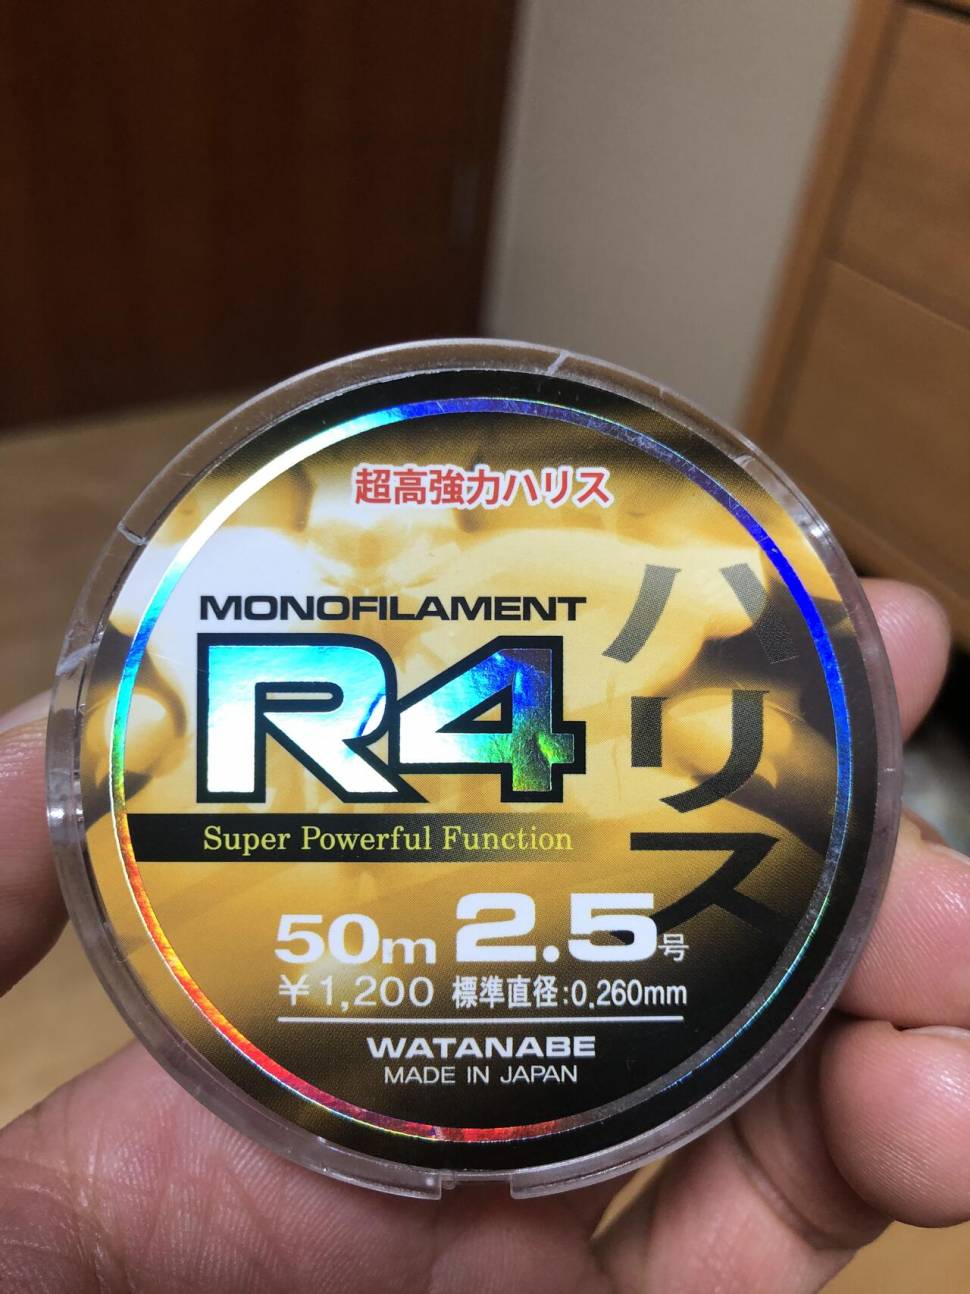 超高強力ハリス
MONOFILAMENT
R4
ハリス
Super Powerful Function
50m 2.5号
¥1,200 標準直径:0.260mm
WATANABE
MADE IN JAPAN